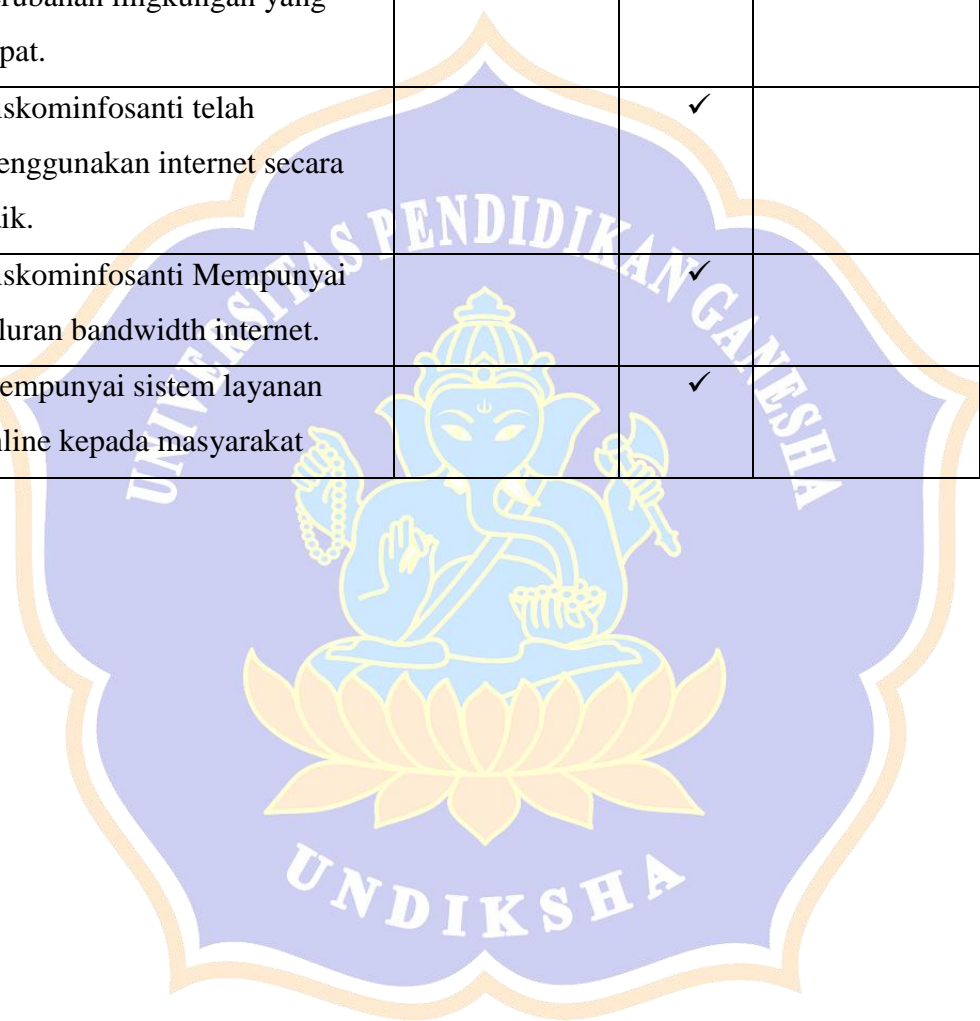 rubahan lingkungan yang
pat.
iskominfosanti telah ✓
enggunakan internet secara
ik.
iskominfosanti Mempunyai ✓
luran bandwidth internet.
empunyai sistem layanan ✓
line kepada masyarakat
UNIVERSITAS PENDIDIKAN GANESHA
UNDIKSHA